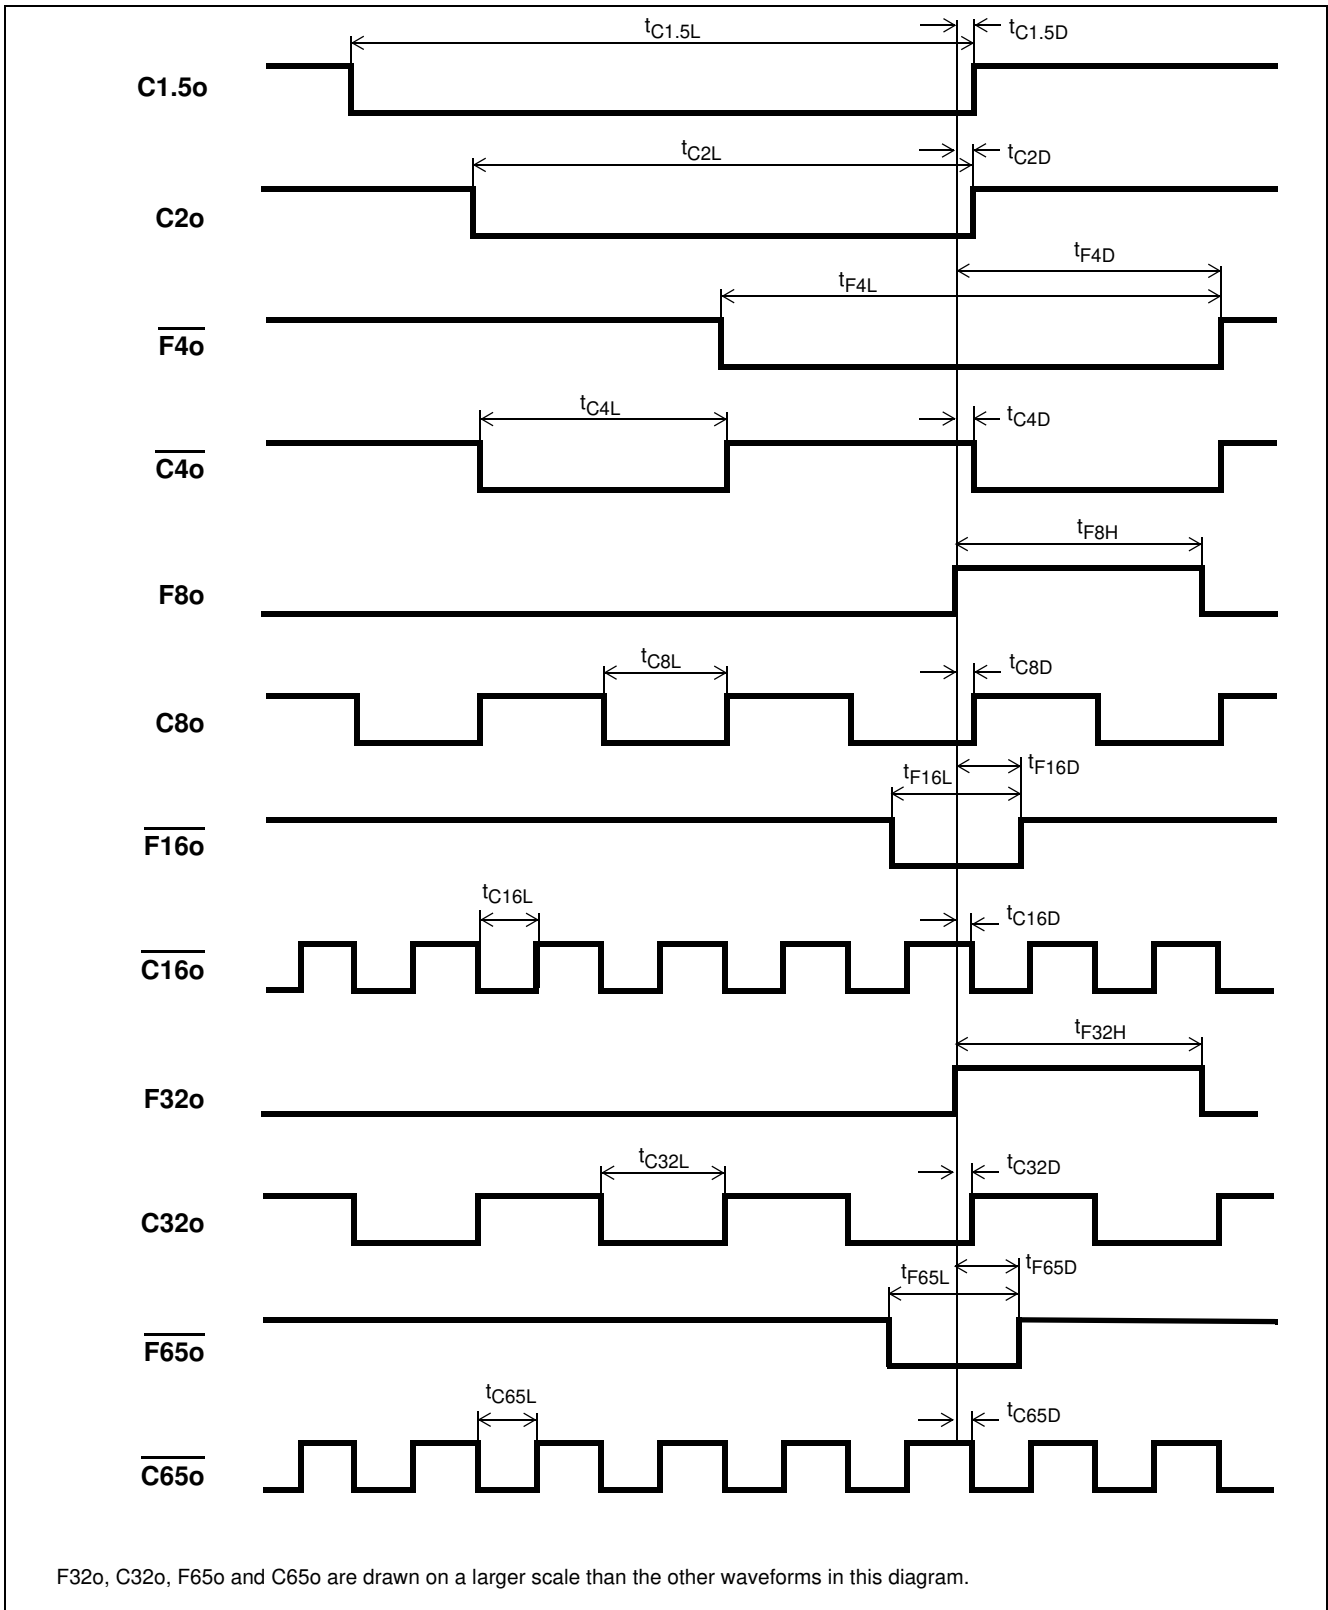 tC1.5L
tC1.5D
C1.5o
tC2L
tC2D
C2o
tF4D
tF4L
F4o
tC4L
tC4D
C4o
tF8H
F8o
tC8L
tC8D
C8o
tF16L
tF16D
F16o
tC16L
tC16D
C16o
tF32H
F32o
tC32L
tC32D
C32o
tF65L
tF65D
F65o
tC65L
tC65D
C65o
F32o, C32o, F65o and C65o are drawn on a larger scale than the other waveforms in this diagram.